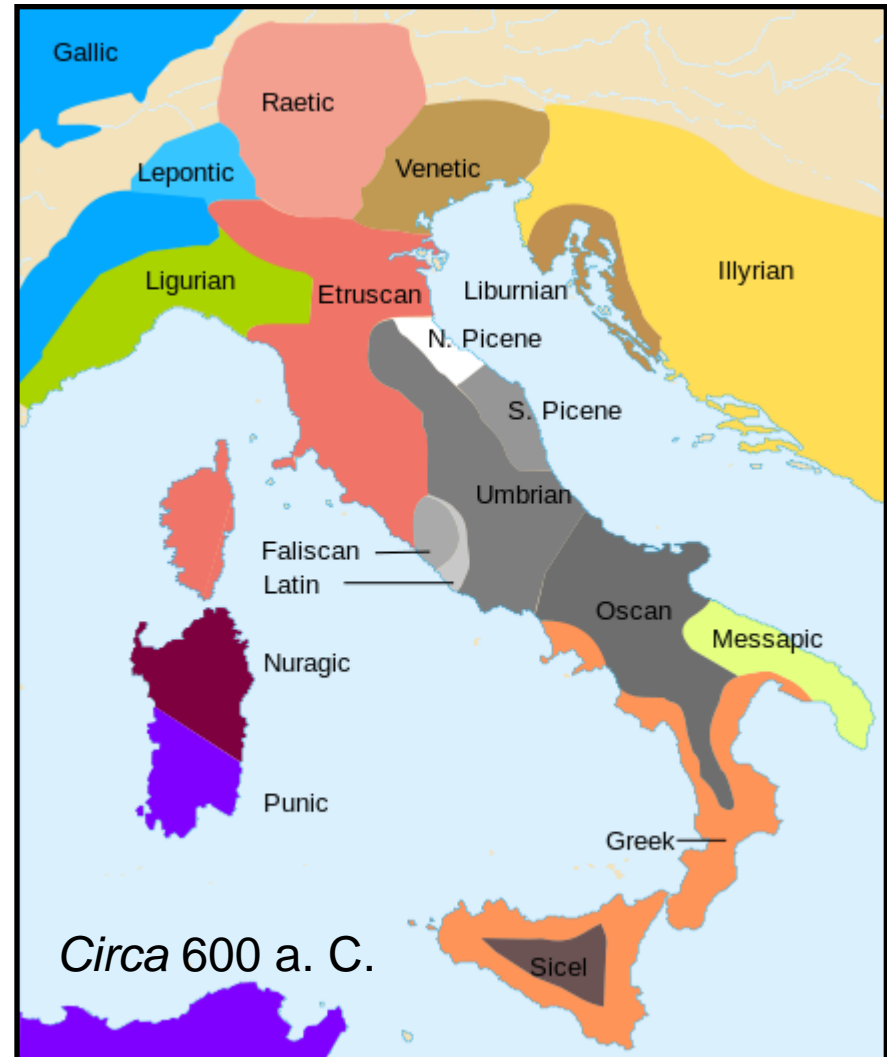 Gallic
Raetic
Lepontic
Venetic
Ligurian
Etruscan
Liburnian
Illyrian
N. Picene
S. Picene
Umbrian
Faliscan
Latin
Oscan
Messapic
Nuragic
Punic
Greek
Circa 600 a. C.
Sicel